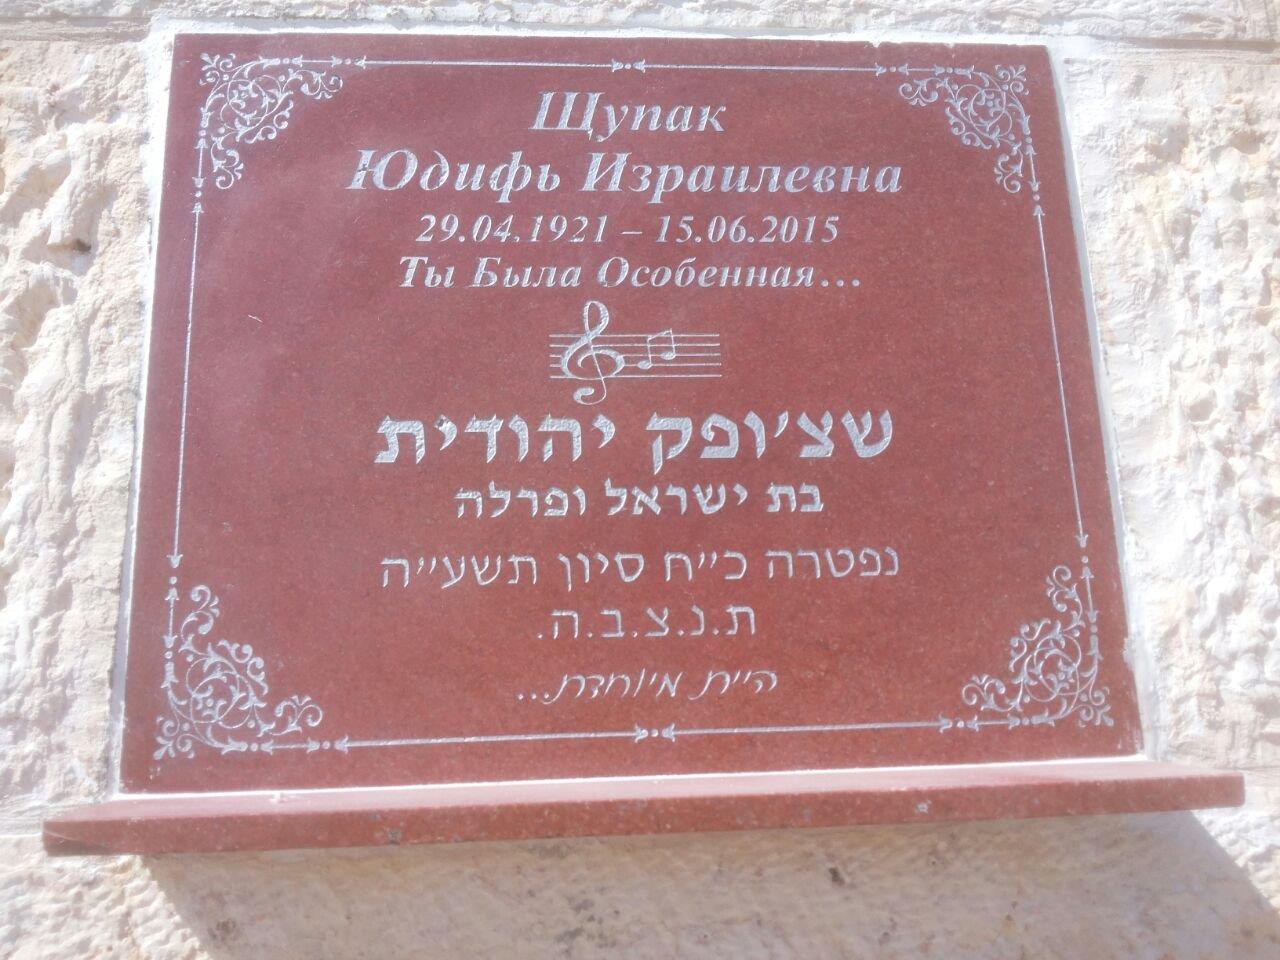 Щупак
Юдифь Израилевна
29.04.1921 – 15.06.2015
Ты Была Особенная...
שצ'ופק יהודית
בת ישראל ופרלה
נפטרה כ"ח סיון תשע"ה
ת.נ.צ.ב.ה.
היית מיוחדת...